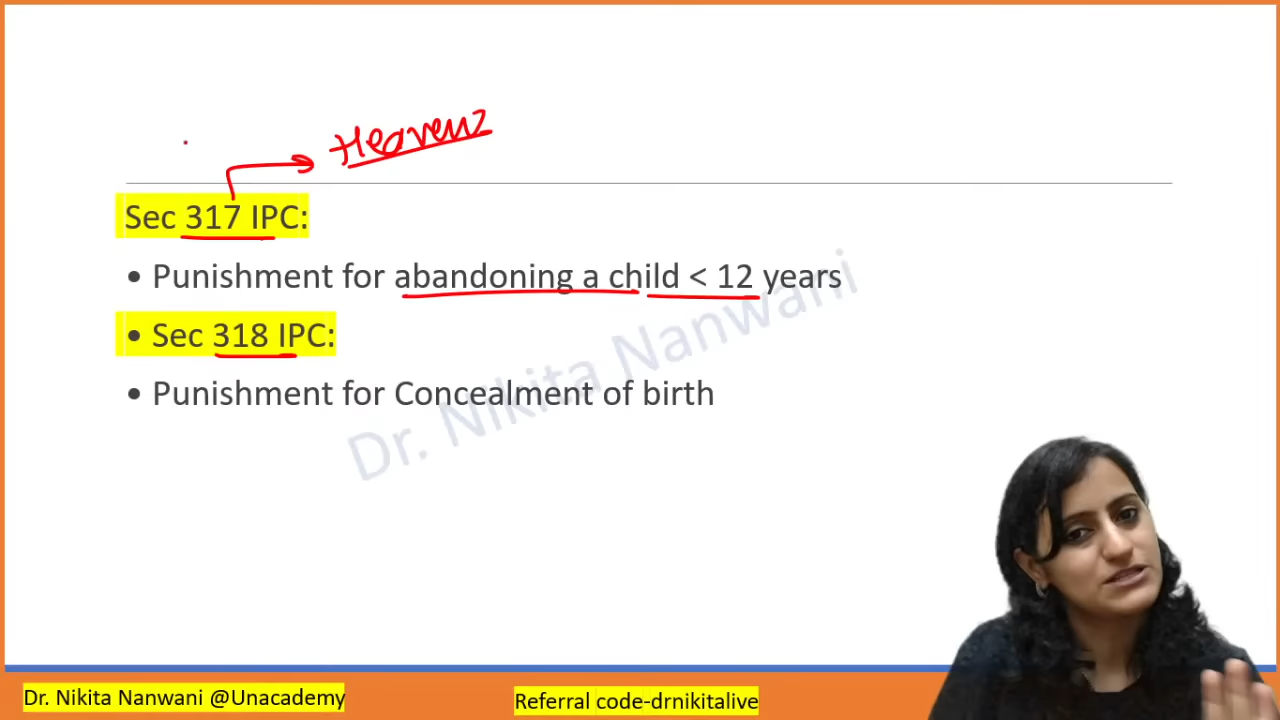 Heaven
Sec 317 IPC:
• Punishment for abandoning a child < 12 years
• Sec 318 IPC:
• Punishment for Concealment of birth
Dr. Nikita Nanwani
Dr. Nikita Nanwani @Unacademy
Referral code-drnikitalive